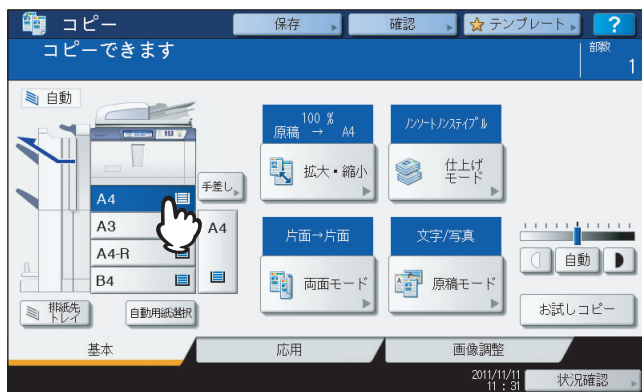 コピー
保存
確認
テンプレート
?
コピーできます
部数
1
自動
100 %
原稿 → A4
ノンソートノンステイプル
拡大・縮小
仕上げ
モード
手差し
A4
A3
A4-R
B4
A4
片面→片面
文字/写真
両面モード
原稿モード
自動
排紙先
トレイ
自動用紙選択
お試しコピー
基本
応用
画像調整
2011/11/11
11 : 31
状況確認